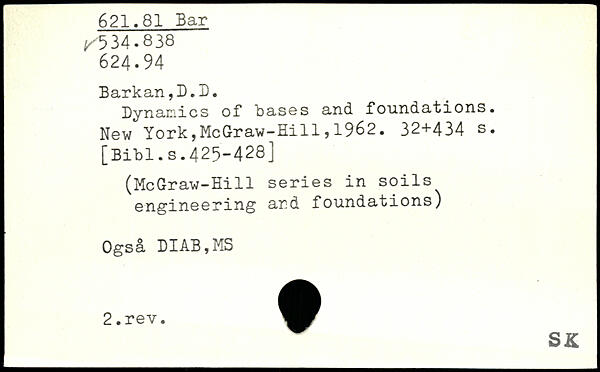 621.81 Bar
✓534.838
624.94
Barkan,D.D.
Dynamics of bases and foundations.
New York,McGraw-Hill,1962. 32+434 s.
[Bibl.s.425-428]
(McGraw-Hill series in soils
engineering and foundations)
Også DIAB,MS
2.rev.
SK